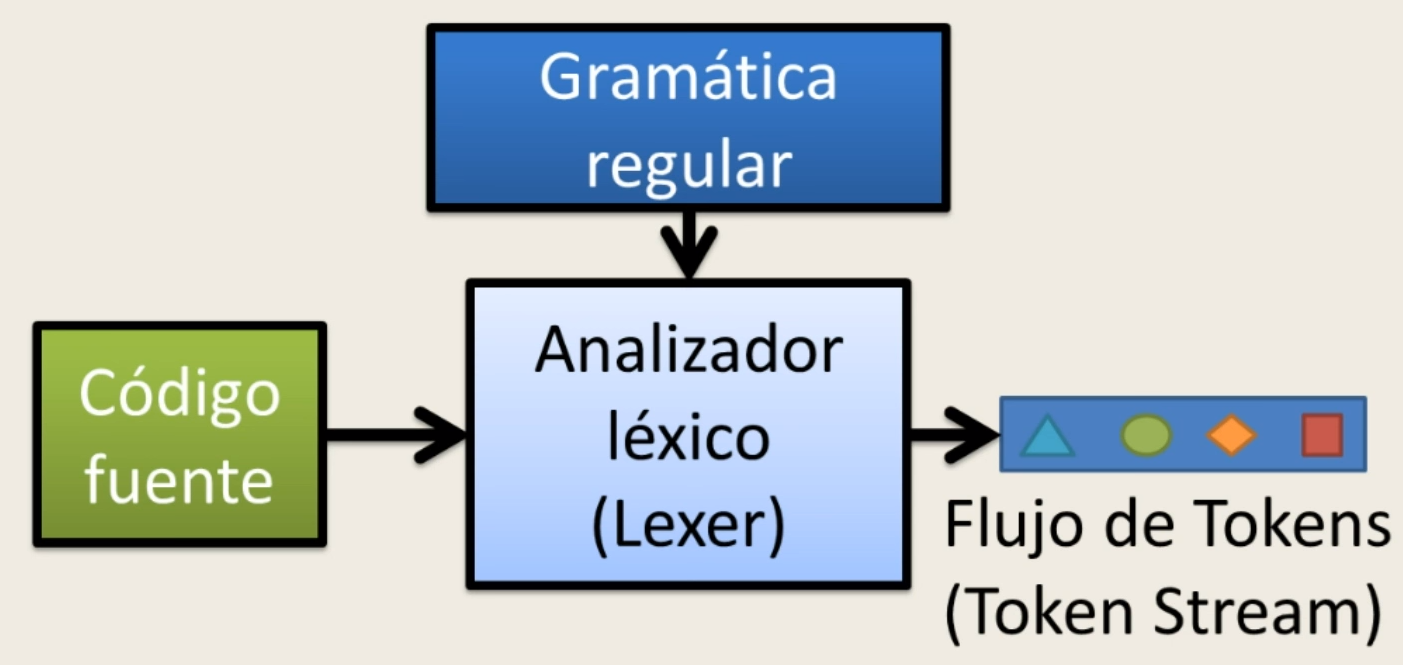 Gramática
regular
Código
fuente
Analizador
léxico
(Lexer)
Flujo de Tokens
(Token Stream)